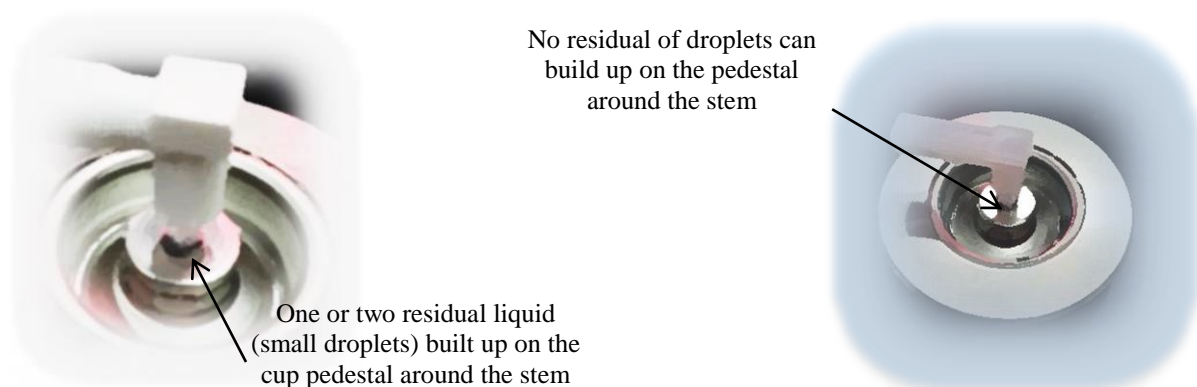 No residual of droplets can
build up on the pedestal
around the stem
One or two residual liquid
(small droplets) built up on the
cup pedestal around the stem